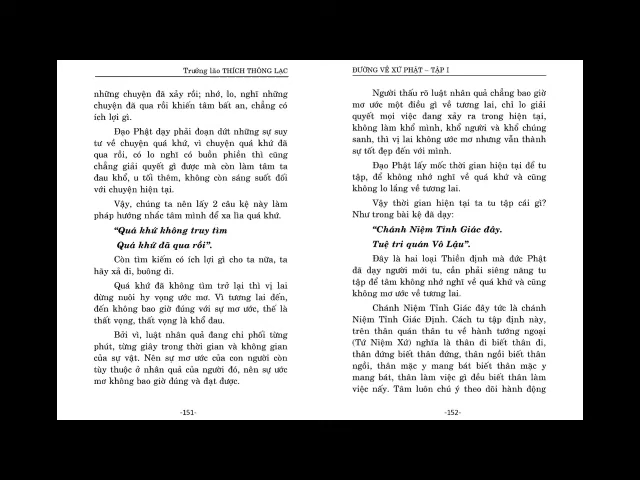 Trưởng lão THÍCH THÔNG LẠC
những chuyện đã xảy rồi; nhớ, lo, nghĩ những
chuyện đã qua rồi khiến tâm bất an, chẳng có
ích lợi gì.
Đạo Phật dạy phải đoạn dứt những sự suy
tư về chuyện quá khứ, vì chuyện quá khứ đã
qua rồi, có lo nghĩ có buồn phiền thì cũng
chẳng giải quyết gì được mà còn làm tâm ta
đau khổ, u tối thêm, không còn sáng suốt đối
với chuyện hiện tại.
Vậy, chúng ta nên lấy 2 câu kệ này làm
pháp hướng nhắc tâm mình để xa lìa quá khứ.
“Quá khứ không truy tìm
Quá khứ đã qua rồi”.
Còn tìm kiếm có ích lợi gì cho ta nữa, ta
hãy xả đi, buông đi.
Quá khứ đã không tìm trở lại thì vị lai
đừng nuôi hy vọng ước mơ. Vì tương lai đến,
đến không bao giờ đúng với sự ước mơ, thế là
thất vọng, thất vọng là khổ đau.
Bởi vì, luật nhân quả đang chi phối từng
phút, từng giây trong thời gian và không gian
của sự vật. Nên sự mơ ước của con người còn
tùy thuộc ở nhân quả của người đó, nên sự ước
mơ không bao giờ đúng và đạt được.
-151-
ĐƯỜNG VỀ XỨ PHẬT – TẬP I
Người thấu rõ luật nhân quả chẳng bao giờ
mơ ước một điều gì về tương lai, chỉ lo giải
quyết mọi việc đang xảy ra trong hiện tại,
không làm khổ mình, khổ người và khổ chúng
sanh, thì vị lai không ước mơ nhưng vẫn thành
sự tốt đẹp đến với mình.
Đạo Phật lấy mốc thời gian hiện tại để tu
tập, để không nhớ nghĩ về quá khứ và cũng
không lo lắng về tương lai.
Vậy thời gian hiện tại ta tu tập cái gì?
Như trong bài kệ đã dạy:
“Chánh Niệm Tỉnh Giác đây.
Tuệ tri quán Vô Lậu”.
Đây là hai loại Thiền định mà đức Phật
đã dạy người mới tu, cần phải siêng năng tu
tập để tâm không nhớ nghĩ về quá khứ và cũng
không mơ ước về tương lai.
Chánh Niệm Tỉnh Giác đây tức là chánh
Niệm Tỉnh Giác Định. Cách tu tập định này,
trên thân quán thân tu về hành tướng ngoại
(Tứ Niệm Xứ) nghĩa là thân đi biết thân đi,
thân đứng biết thân đứng, thân ngồi biết thân
ngồi, thân mặc y mang bát biết thân mặc y
mang bát, thân làm việc gì đều biết thân làm
việc nấy. Tâm luôn chú ý theo dõi hành động
-152-